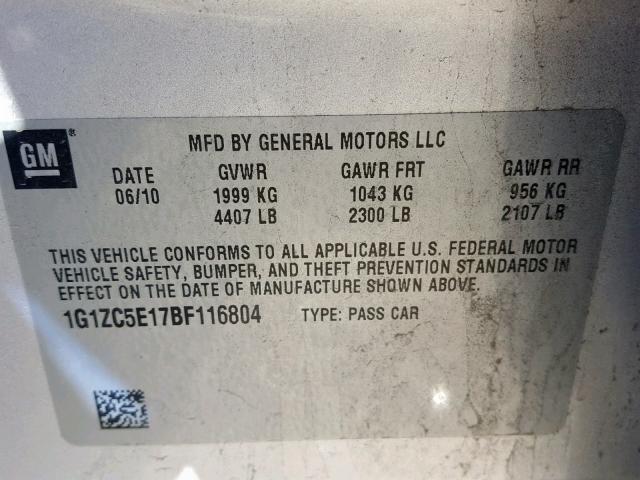 GM ®
MFD BY GENERAL MOTORS LLC
DATE GVWR GAWR FRT GAWR RR
06/10 1999 KG 1043 KG 956 KG
4407 LB 2300 LB 2107 LB
THIS VEHICLE CONFORMS TO ALL APPLICABLE U.S. FEDERAL MOTOR
VEHICLE SAFETY, BUMPER, AND THEFT PREVENTION STANDARDS IN
EFFECT ON THE DATE OF MANUFACTURE SHOWN ABOVE.
1G1ZC5E17BF116804 TYPE: PASS CAR